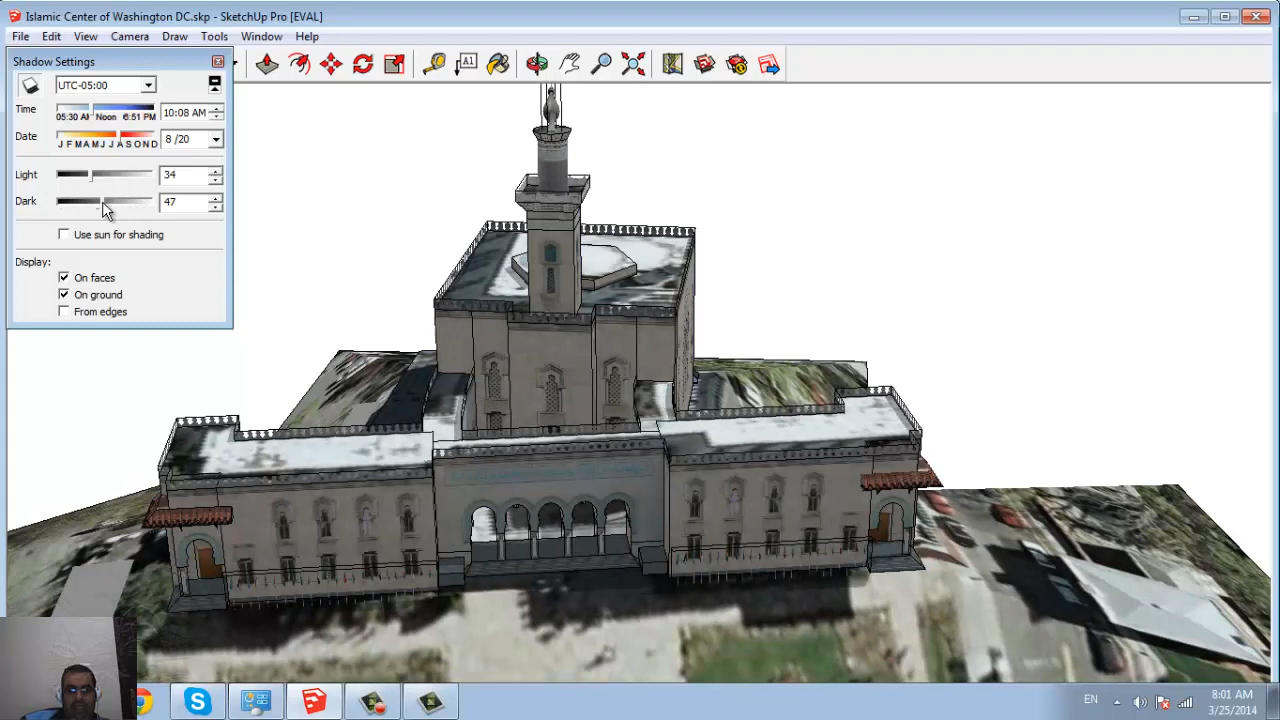 Islamic Center of Washington DC.skp - SketchUp Pro [EVAL]
File Edit View Camera Draw Tools Window Help
Shadow Settings
UTC-05:00
Time 05:30 AM Noon 6:51 PM 10:08 AM
Date J F M A M J J A S O N D 8 /20
Light 34
Dark 47
Use sun for shading
Display:
On faces
On ground
From edges
A1
EN 8:01 AM
3/25/2014